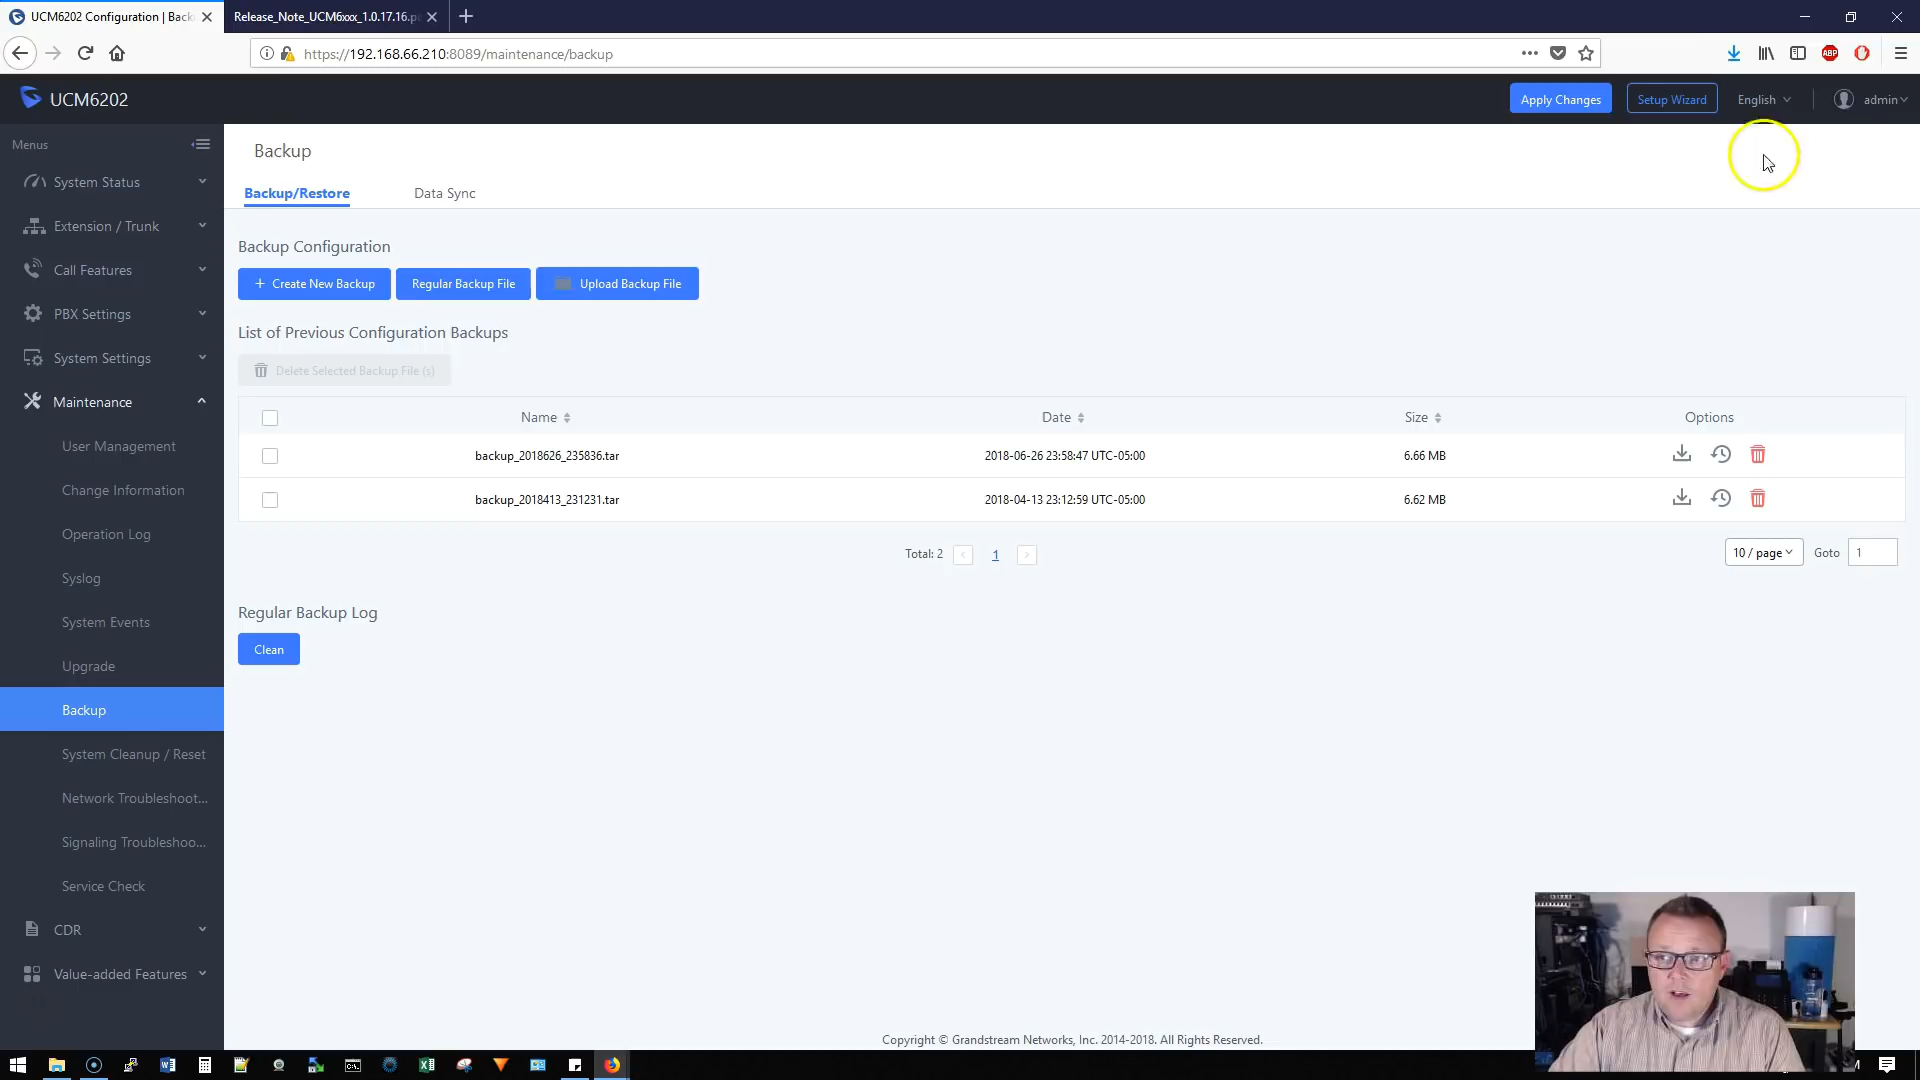 UCM6202 Configuration | Back
Release_Note_UCM6xxx_1.0.17.16.p
https://192.168.66.210:8089/maintenance/backup
ABP
UCM6202
Apply Changes
Setup Wizard
English
admin
Menus
System Status
Extension / Trunk
Call Features
PBX Settings
System Settings
Maintenance
User Management
Change Information
Operation Log
Syslog
System Events
Upgrade
Backup
System Cleanup / Reset
Network Troubleshoot...
Signaling Troubleshoo...
Service Check
CDR
Value-added Features
Backup
Backup/Restore
Data Sync
Backup Configuration
+ Create New Backup
Regular Backup File
Upload Backup File
List of Previous Configuration Backups
Delete Selected Backup File (s)
Name Date Size Options
backup_2018626_235836.tar 2018-06-26 23:58:47 UTC-05:00 6.66 MB
backup_2018413_231231.tar 2018-04-13 23:12:59 UTC-05:00 6.62 MB
Total: 2 < 1 > 10 / page Goto 1
Regular Backup Log
Clean
Copyright © Grandstream Networks, Inc. 2014-2018. All Rights Reserved.